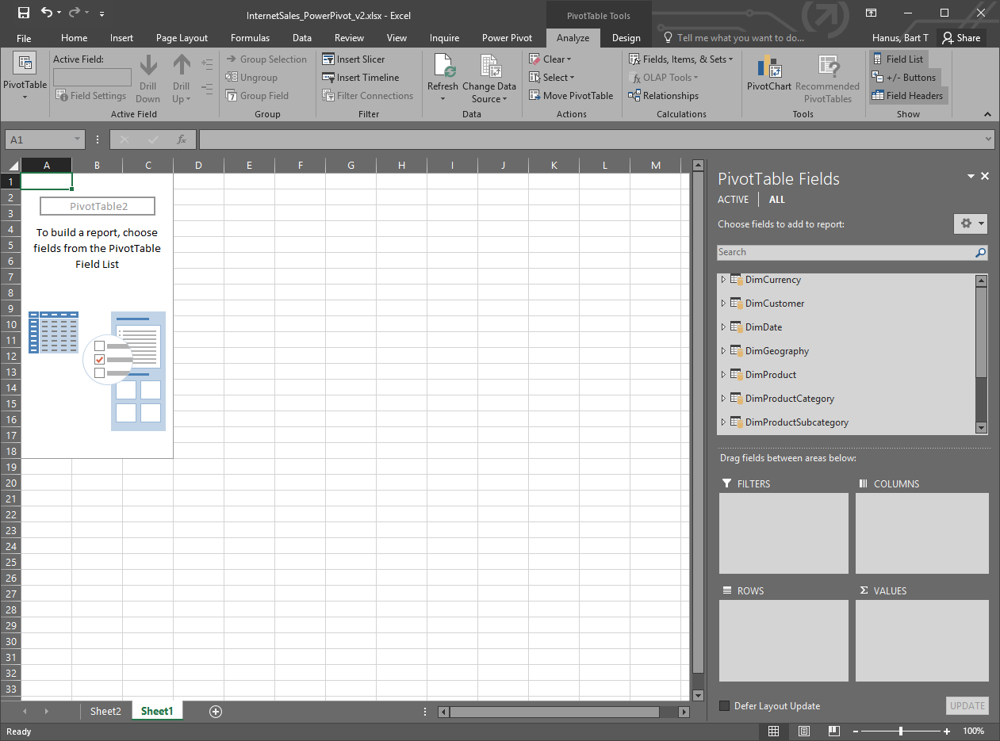 InternetSales_PowerPivot_v2.xlsx - Excel
PivotTable Tools
File Home Insert Page Layout Formulas Data Review View Inquire Power Pivot Analyze Design Tell me what you want to do... Hanus, Bart T Share
PivotTable
Active Field:
Field Settings
Drill
Down
Drill
Up
Active Field
Group Selection
Ungroup
Group Field
Group
Insert Slicer
Insert Timeline
Filter Connections
Filter
Refresh
Change Data
Source
Data
Clear
Select
Move PivotTable
Actions
Fields, Items, & Sets
OLAP Tools
Relationships
Calculations
PivotChart
Recommended
PivotTables
Tools
Field List
+/- Buttons
Field Headers
Show
A1
fx
A B C D E F G H I J K L M
1
2
3
4
5
6
7
8
9
10
11
12
13
14
15
16
17
18
19
20
21
22
23
24
25
26
27
28
29
30
31
32
33
PivotTable2
To build a report, choose
fields from the PivotTable
Field List
PivotTable Fields
ACTIVE ALL
Choose fields to add to report:
Search
DimCurrency
DimCustomer
DimDate
DimGeography
DimProduct
DimProductCategory
DimProductSubcategory
Drag fields between areas below:
FILTERS
COLUMNS
ROWS
Σ VALUES
Defer Layout Update
UPDATE
Sheet2 Sheet1
Ready
100%